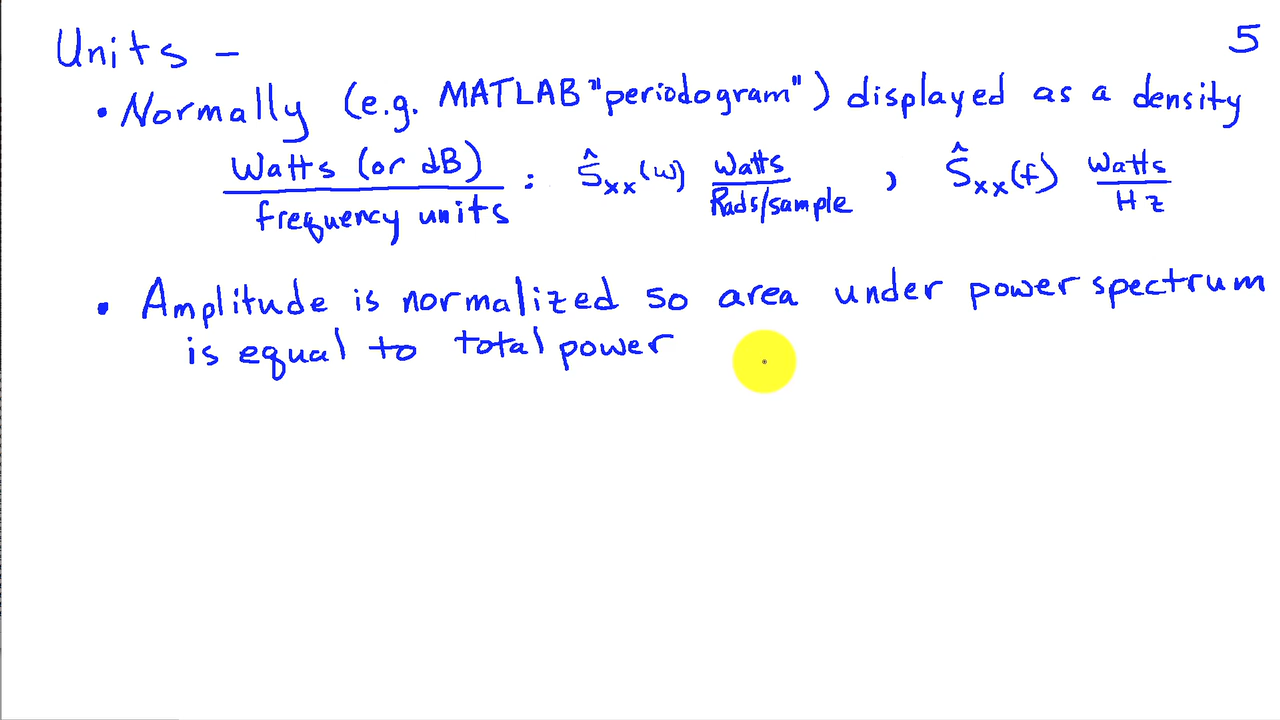 Units – 5
• Normally (e.g. MATLAB "periodogram") displayed as a density
Watts (or dB) / frequency units : Ŝxx(ω) Watts / Rads/sample , Ŝxx(f) Watts / Hz
• Amplitude is normalized so area under power spectrum
is equal to total power